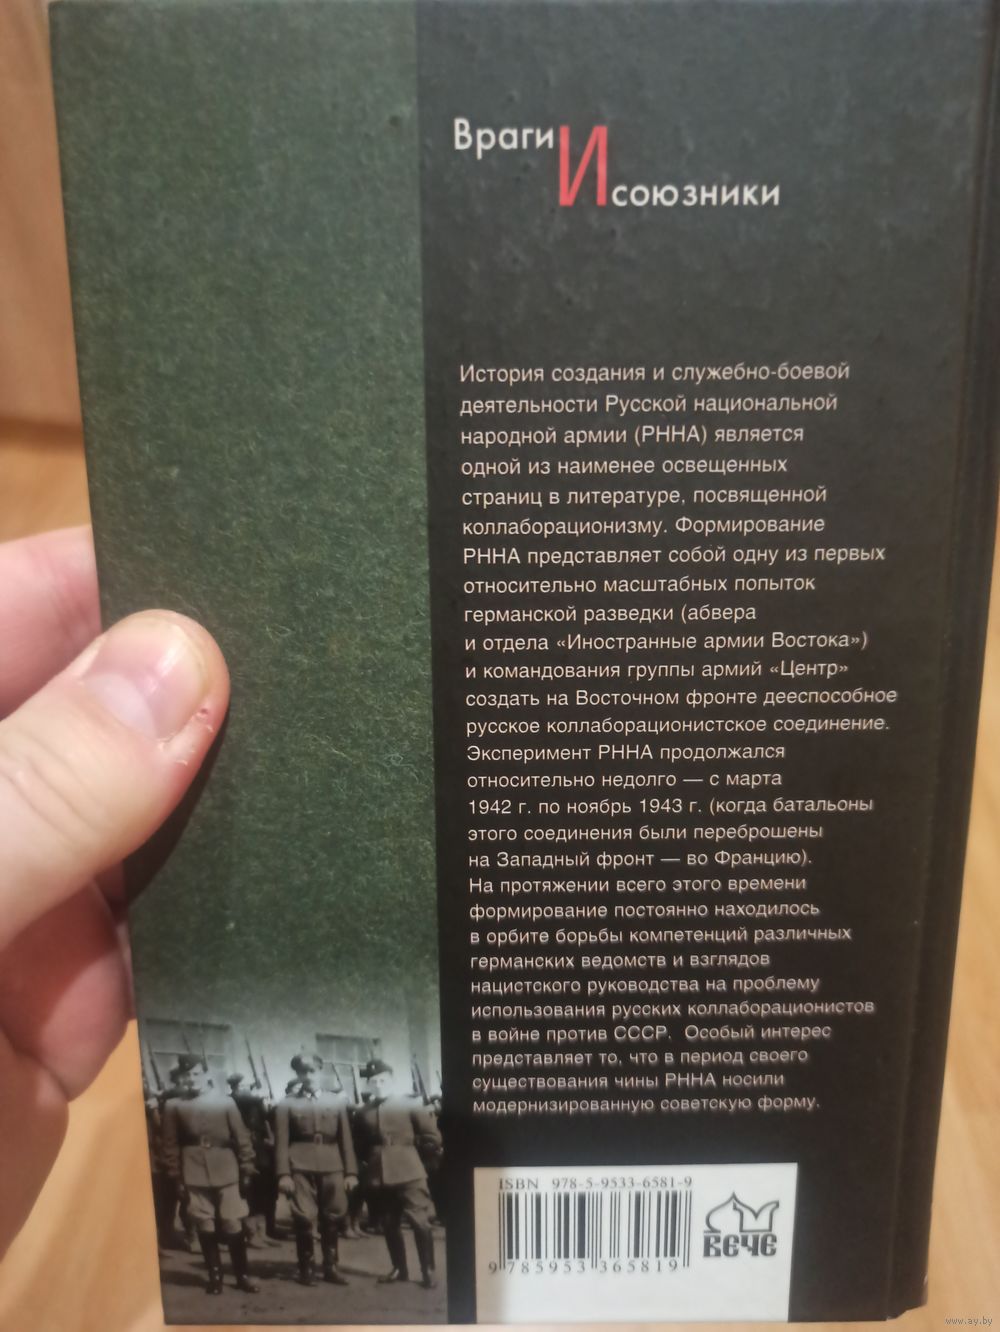 Враги
И
союзники
История создания и служебно-боевой
деятельности Русской национальной
народной армии (РННА) является
одной из наименее освещенных
страниц в литературе, посвященной
коллаборационизму. Формирование
РННА представляет собой одну из первых
относительно масштабных попыток
германской разведки (абвера
и отдела «Иностранные армии Востока»)
и командования группы армий «Центр»
создать на Восточном фронте дееспособное
русское коллаборационистское соединение.
Эксперимент РННА продолжался
относительно недолго — с марта
1942 г. по ноябрь 1943 г. (когда батальоны
этого соединения были переброшены
на Западный фронт — во Францию).
На протяжении всего этого времени
формирование постоянно находилось
в орбите борьбы компетенций различных
германских ведомств и взглядов
нацистского руководства на проблему
использования русских коллаборационистов
в войне против СССР. Особый интерес
представляет то, что в период своего
существования чины РННА носили
модернизированную советскую форму.
ISBN 978-5-9533-6581-9
9 785953 365819
ВЕЧЕ
www.ay.by